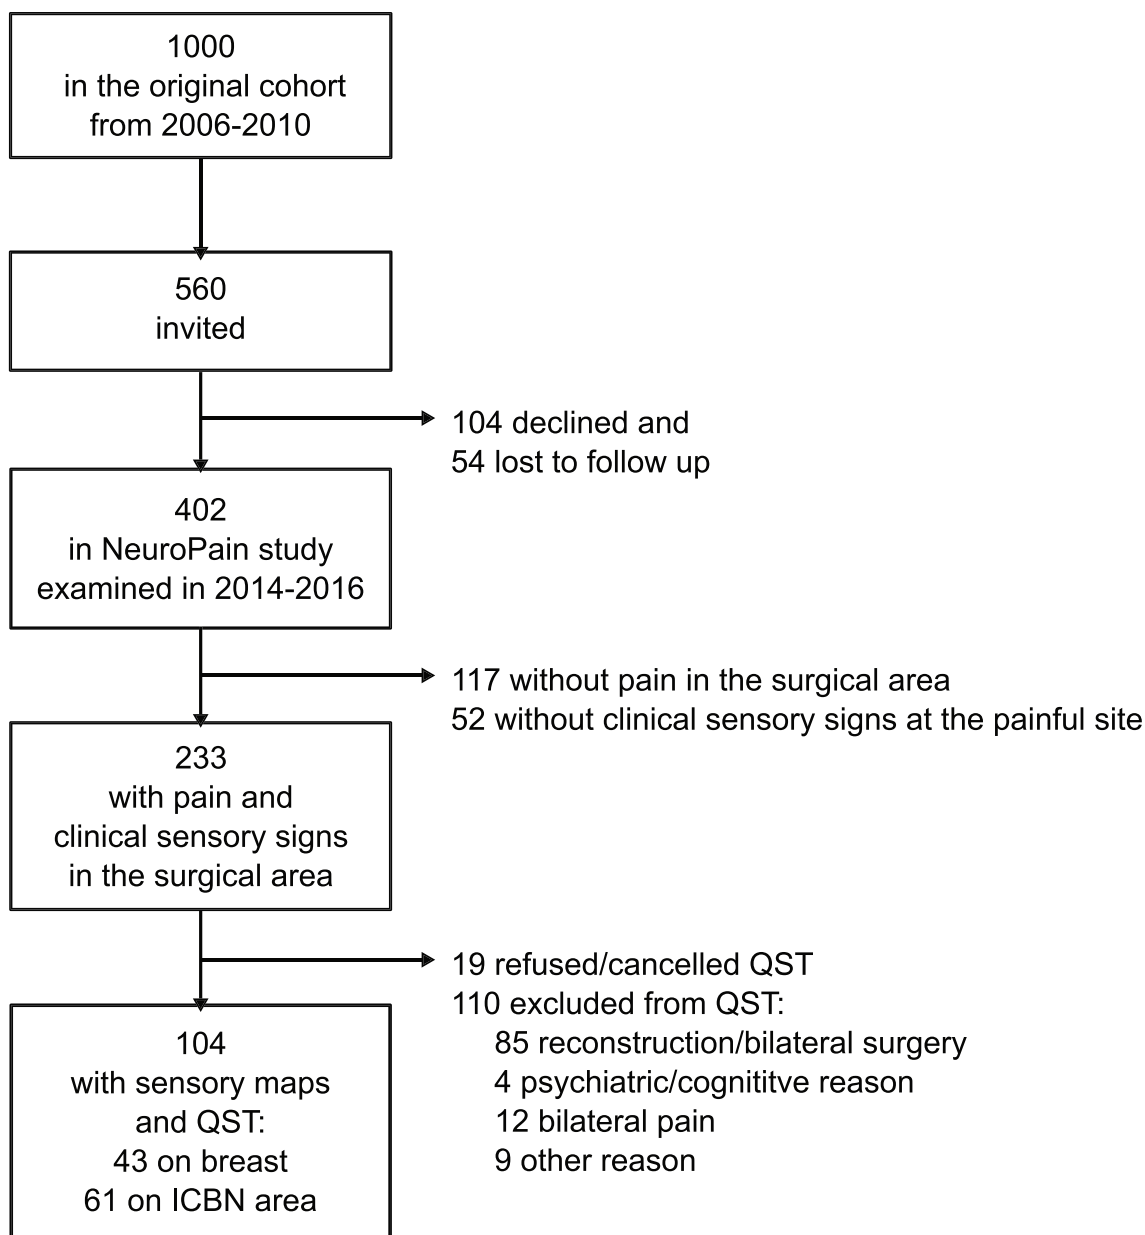 1000
in the original cohort
from 2006-2010
560
invited
104 declined and
54 lost to follow up
402
in NeuroPain study
examined in 2014-2016
117 without pain in the surgical area
52 without clinical sensory signs at the painful site
233
with pain and
clinical sensory signs
in the surgical area
19 refused/cancelled QST
110 excluded from QST:
85 reconstruction/bilateral surgery
4 psychiatric/cognititve reason
12 bilateral pain
9 other reason
104
with sensory maps
and QST:
43 on breast
61 on ICBN area